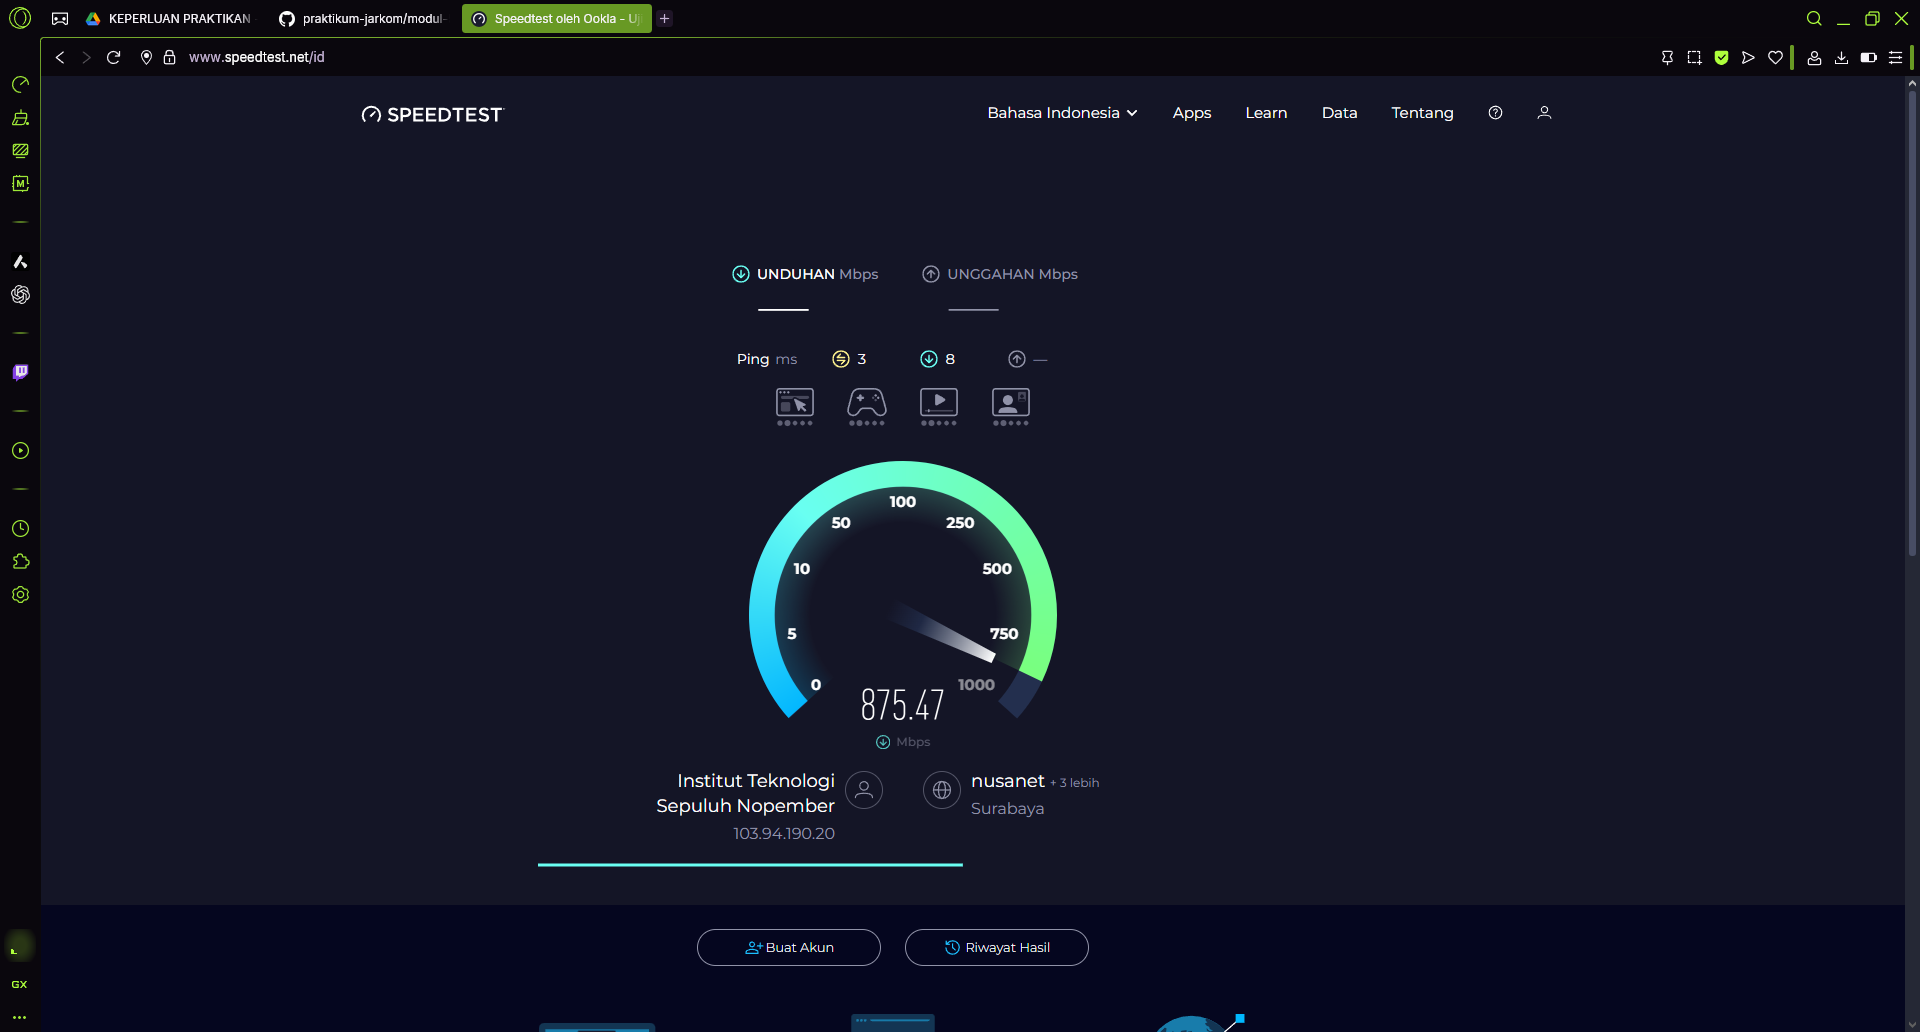 KEPERLUAN PRAKTIKAN
praktikum-jarkom/modul-
Speedtest oleh Ookla - Uj
www.speedtest.net/id
SPEEDTEST
Bahasa Indonesia
Apps
Learn
Data
Tentang
UNDUHAN Mbps
UNGGAHAN Mbps
Ping ms
3
8
—
0
5
10
50
100
250
500
750
1000
875.47
Mbps
Institut Teknologi
Sepuluh Nopember
103.94.190.20
nusanet + 3 lebih
Surabaya
Buat Akun
Riwayat Hasil
M
GX